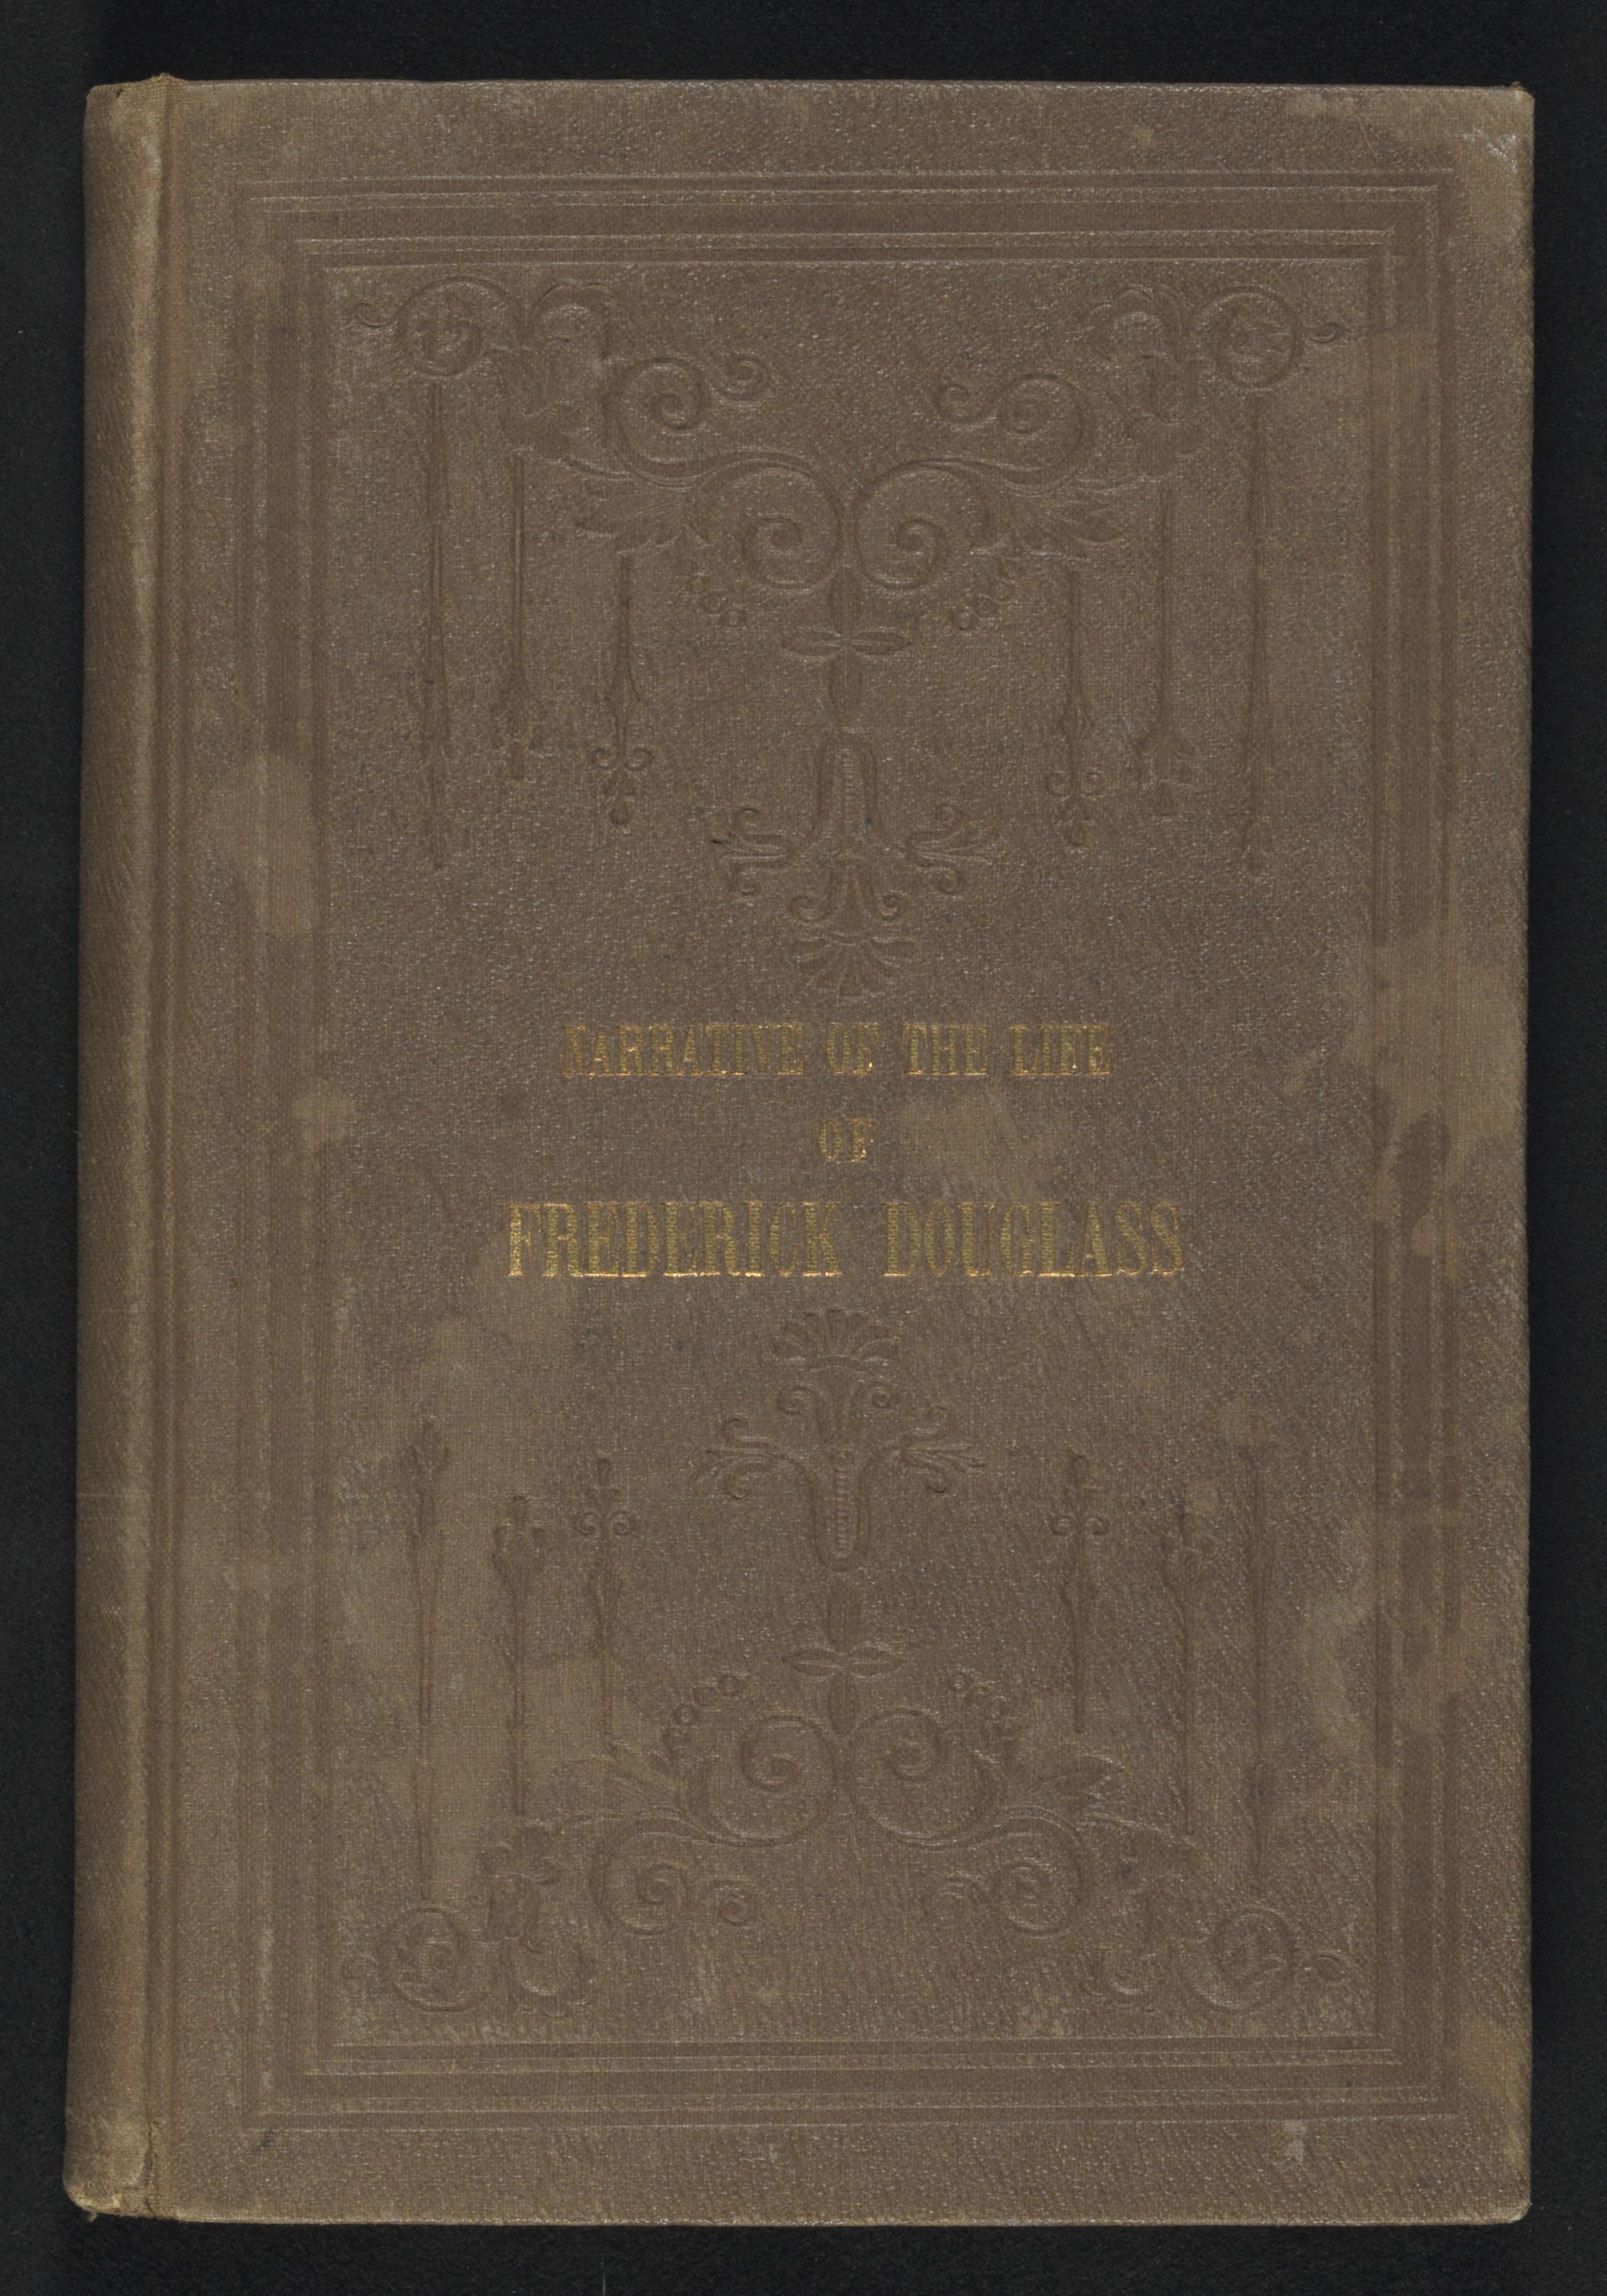 NARRATIVE OF THE LIFE
OF
FREDERICK DOUGLASS